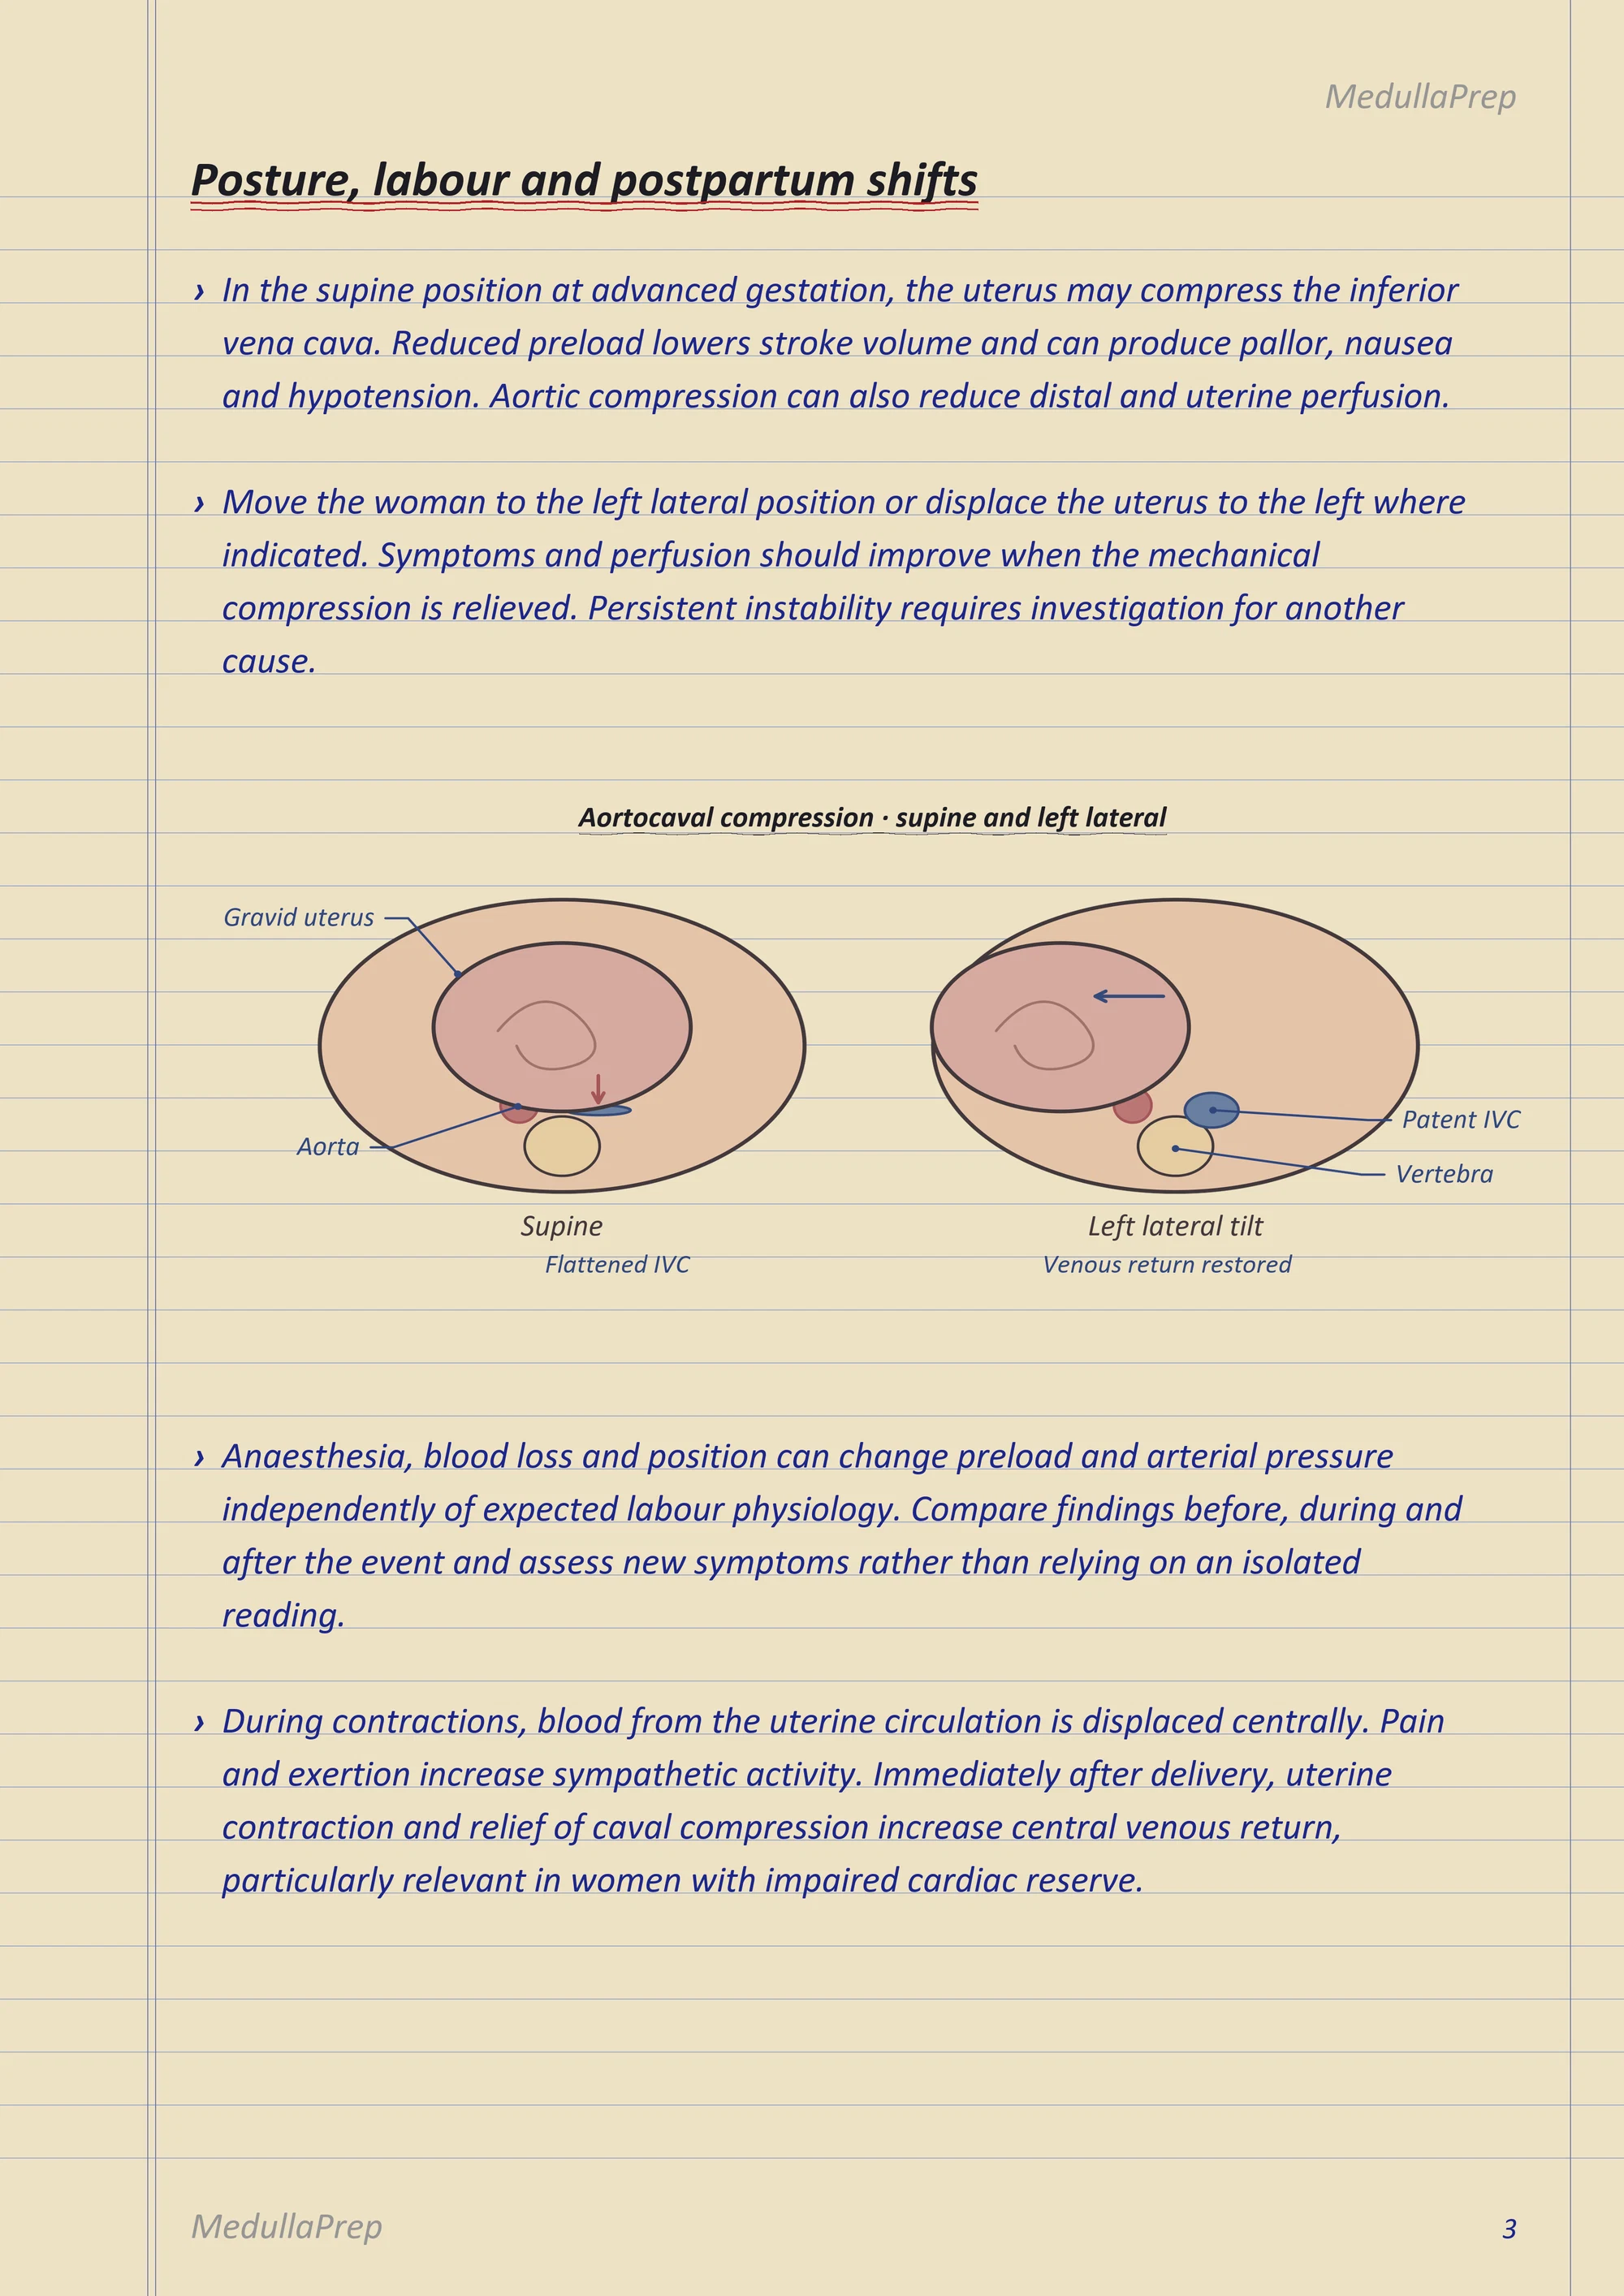 MedullaPrep
Posture, labour and postpartum shifts
› In the supine position at advanced gestation, the uterus may compress the inferior
vena cava. Reduced preload lowers stroke volume and can produce pallor, nausea
and hypotension. Aortic compression can also reduce distal and uterine perfusion.
› Move the woman to the left lateral position or displace the uterus to the left where
indicated. Symptoms and perfusion should improve when the mechanical
compression is relieved. Persistent instability requires investigation for another
cause.
Aortocaval compression · supine and left lateral
Gravid uterus
Aorta
Patent IVC
Vertebra
Supine
Flattened IVC
Left lateral tilt
Venous return restored
› Anaesthesia, blood loss and position can change preload and arterial pressure
independently of expected labour physiology. Compare findings before, during and
after the event and assess new symptoms rather than relying on an isolated
reading.
› During contractions, blood from the uterine circulation is displaced centrally. Pain
and exertion increase sympathetic activity. Immediately after delivery, uterine
contraction and relief of caval compression increase central venous return,
particularly relevant in women with impaired cardiac reserve.
MedullaPrep
3